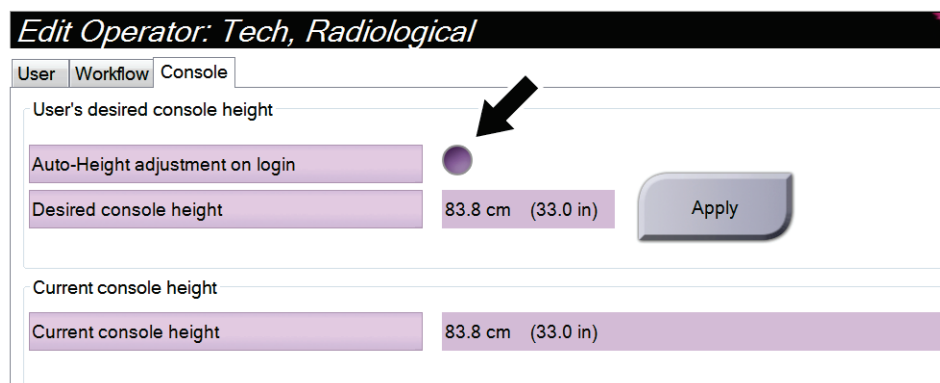 Edit Operator: Tech, Radiological
User Workflow Console
User's desired console height
Auto-Height adjustment on login
Desired console height 83.8 cm (33.0 in) Apply
Current console height
Current console height 83.8 cm (33.0 in)